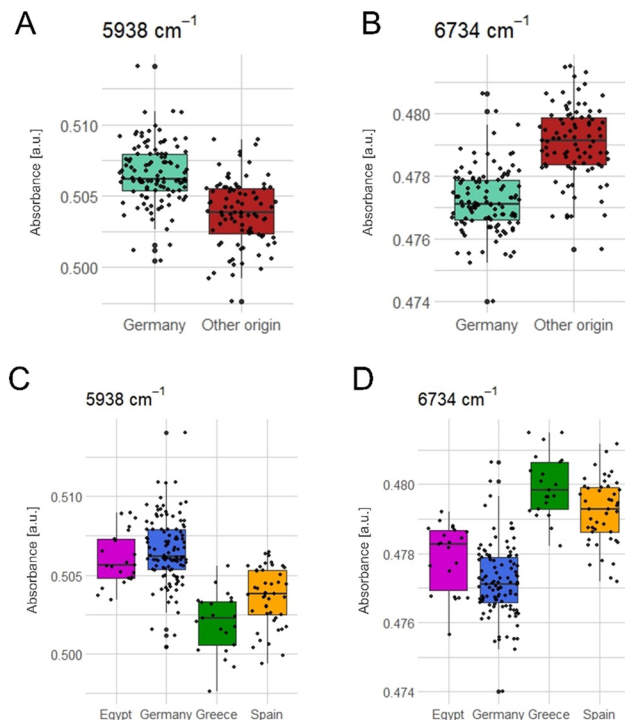 A
5938 cm⁻¹
Absorbance [a.u.]
0.510
0.505
0.500
Germany
Other origin
B
6734 cm⁻¹
Absorbance [a.u.]
0.480
0.478
0.476
0.474
Germany
Other origin
C
5938 cm⁻¹
Absorbance [a.u.]
0.510
0.505
0.500
Egypt
Germany
Greece
Spain
D
6734 cm⁻¹
Absorbance [a.u.]
0.480
0.478
0.476
0.474
Egypt
Germany
Greece
Spain